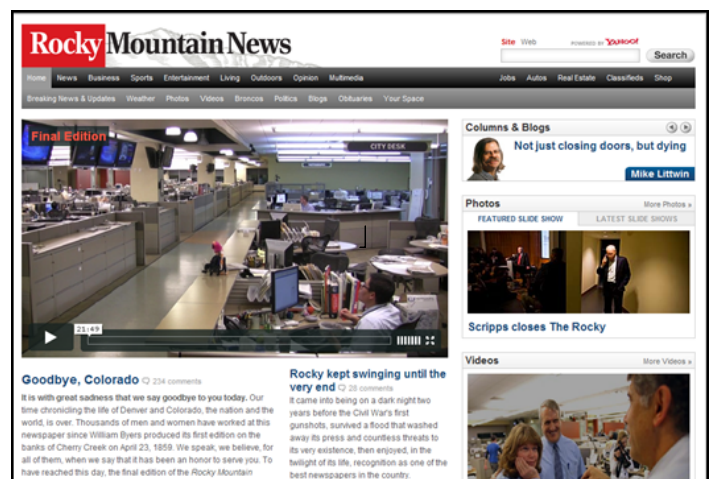 Rocky Mountain News
Site Web POWERED BY YAHOO!
Search
Home News Business Sports Entertainment Living Outdoors Opinion Multimedia Jobs Autos Real Estate Classifieds Shop
Breaking News & Updates Weather Photos Videos Broncos Politics Blogs Obituaries Your Space
Final Edition
CITY DESK
21:49
Columns & Blogs
Not just closing doors, but dying
Mike Littwin
Photos More Photos »
FEATURED SLIDE SHOW LATEST SLIDE SHOWS
Scripps closes The Rocky
Videos More Videos »
Goodbye, Colorado 234 comments
It is with great sadness that we say goodbye to you today. Our
time chronicling the life of Denver and Colorado, the nation and the
world, is over. Thousands of men and women have worked at this
newspaper since William Byers produced its first edition on the
banks of Cherry Creek on April 23, 1859. We speak, we believe, for
all of them, when we say that it has been an honor to serve you. To
have reached this day, the final edition of the Rocky Mountain
Rocky kept swinging until the
very end 28 comments
It came into being on a dark night two
years before the Civil War's first
gunshots, survived a flood that washed
away its press and countless threats to
its very existence, then enjoyed, in the
twilight of its life, recognition as one of the
best newspapers in the country.